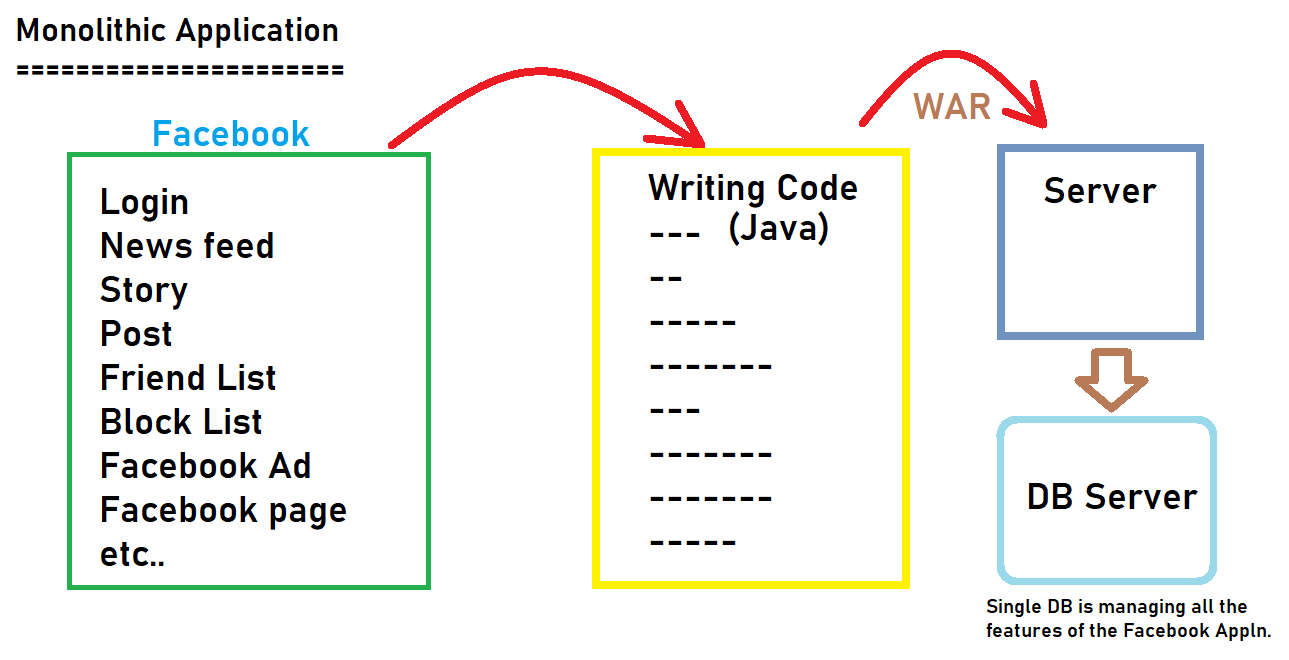 Monolithic Application
======================
Facebook
Login
News feed
Story
Post
Friend List
Block List
Facebook Ad
Facebook page
etc..
Writing Code
--- (Java)
--
-----
-------
---
-------
-------
-----
WAR
Server
DB Server
Single DB is managing all the
features of the Facebook Appln.